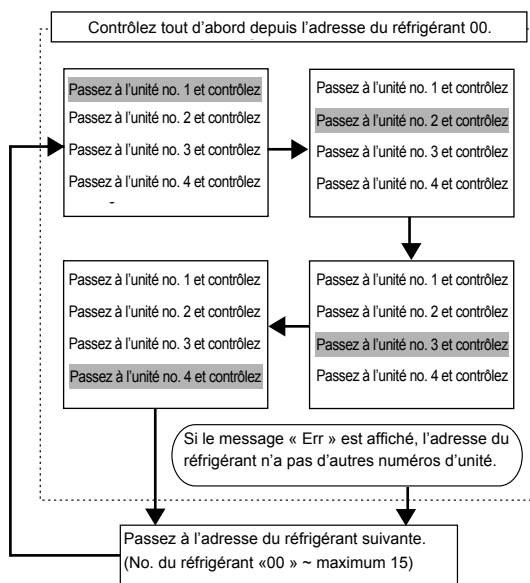 Contrôlez tout d'abord depuis l'adresse du réfrigérant 00.
Passez à l'unité no. 1 et contrôlez
Passez à l'unité no. 2 et contrôlez
Passez à l'unité no. 3 et contrôlez
Passez à l'unité no. 4 et contrôlez
~
Passez à l'unité no. 1 et contrôlez
Passez à l'unité no. 2 et contrôlez
Passez à l'unité no. 3 et contrôlez
Passez à l'unité no. 4 et contrôlez
Passez à l'unité no. 1 et contrôlez
Passez à l'unité no. 2 et contrôlez
Passez à l'unité no. 3 et contrôlez
Passez à l'unité no. 4 et contrôlez
Passez à l'unité no. 1 et contrôlez
Passez à l'unité no. 2 et contrôlez
Passez à l'unité no. 3 et contrôlez
Passez à l'unité no. 4 et contrôlez
Si le message « Err » est affiché, l'adresse du
réfrigérant n'a pas d'autres numéros d'unité.
Passez à l'adresse du réfrigérant suivante.
(No. du réfrigérant «00 » ~ maximum 15)